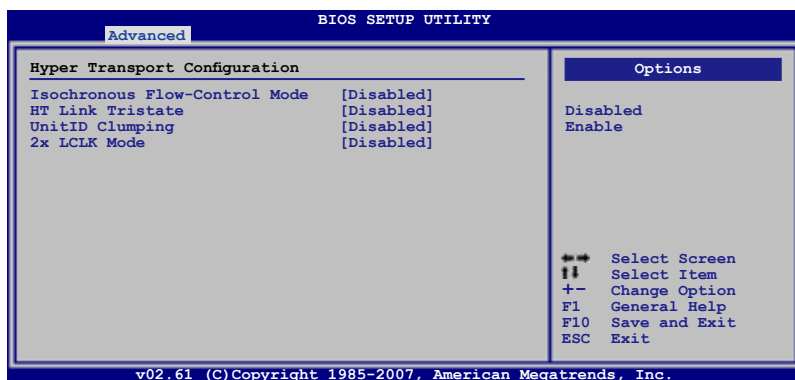 BIOS SETUP UTILITY
Advanced
Hyper Transport Configuration
Isochronous Flow-Control Mode [Disabled]
HT Link Tristate [Disabled]
UnitID Clumping [Disabled]
2x LCLK Mode [Disabled]
Options
Disabled
Enable
←→ Select Screen
↑↓ Select Item
+- Change Option
F1 General Help
F10 Save and Exit
ESC Exit
v02.61 (C)Copyright 1985-2007, American Megatrends, Inc.